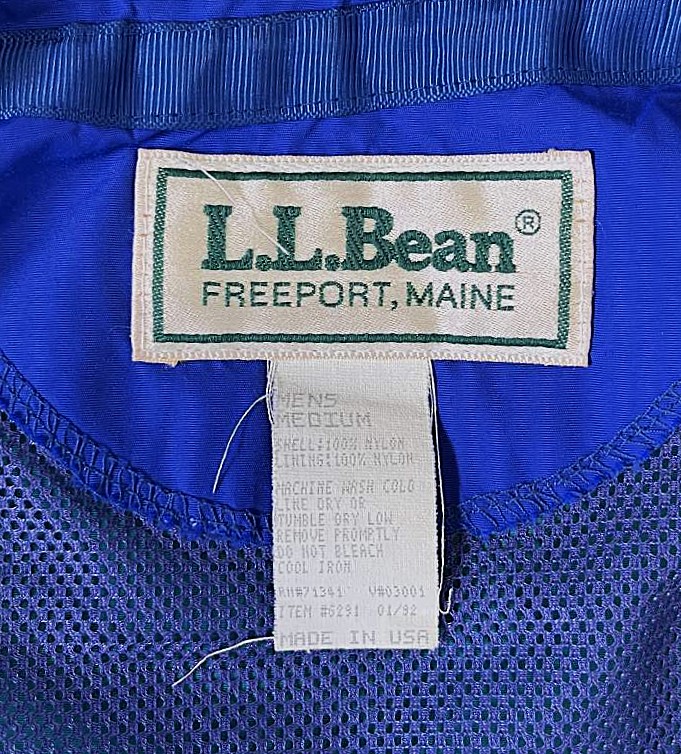 L.L.Bean®
FREEPORT, MAINE
MENS
MEDIUM
SHELL:100% NYLON
LINING:100% NYLON
MACHINE WASH COLD
LINE DRY OR
TUMBLE DRY LOW
REMOVE PROMPTLY
DO NOT BLEACH
COOL IRON
RN#71341 V#03001
ITEM #6291 01/92
MADE IN USA